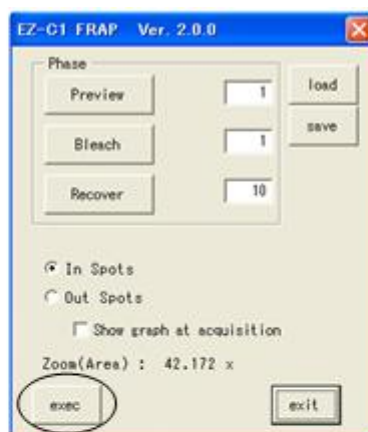 EZ-C1 FRAP Ver. 2.0.0
Phase
Preview 1 load
save
Bleach 1
Recover 10
In Spots
Out Spots
Show graph at acquisition
Zoom(Area) : 42.172 x
exec exit